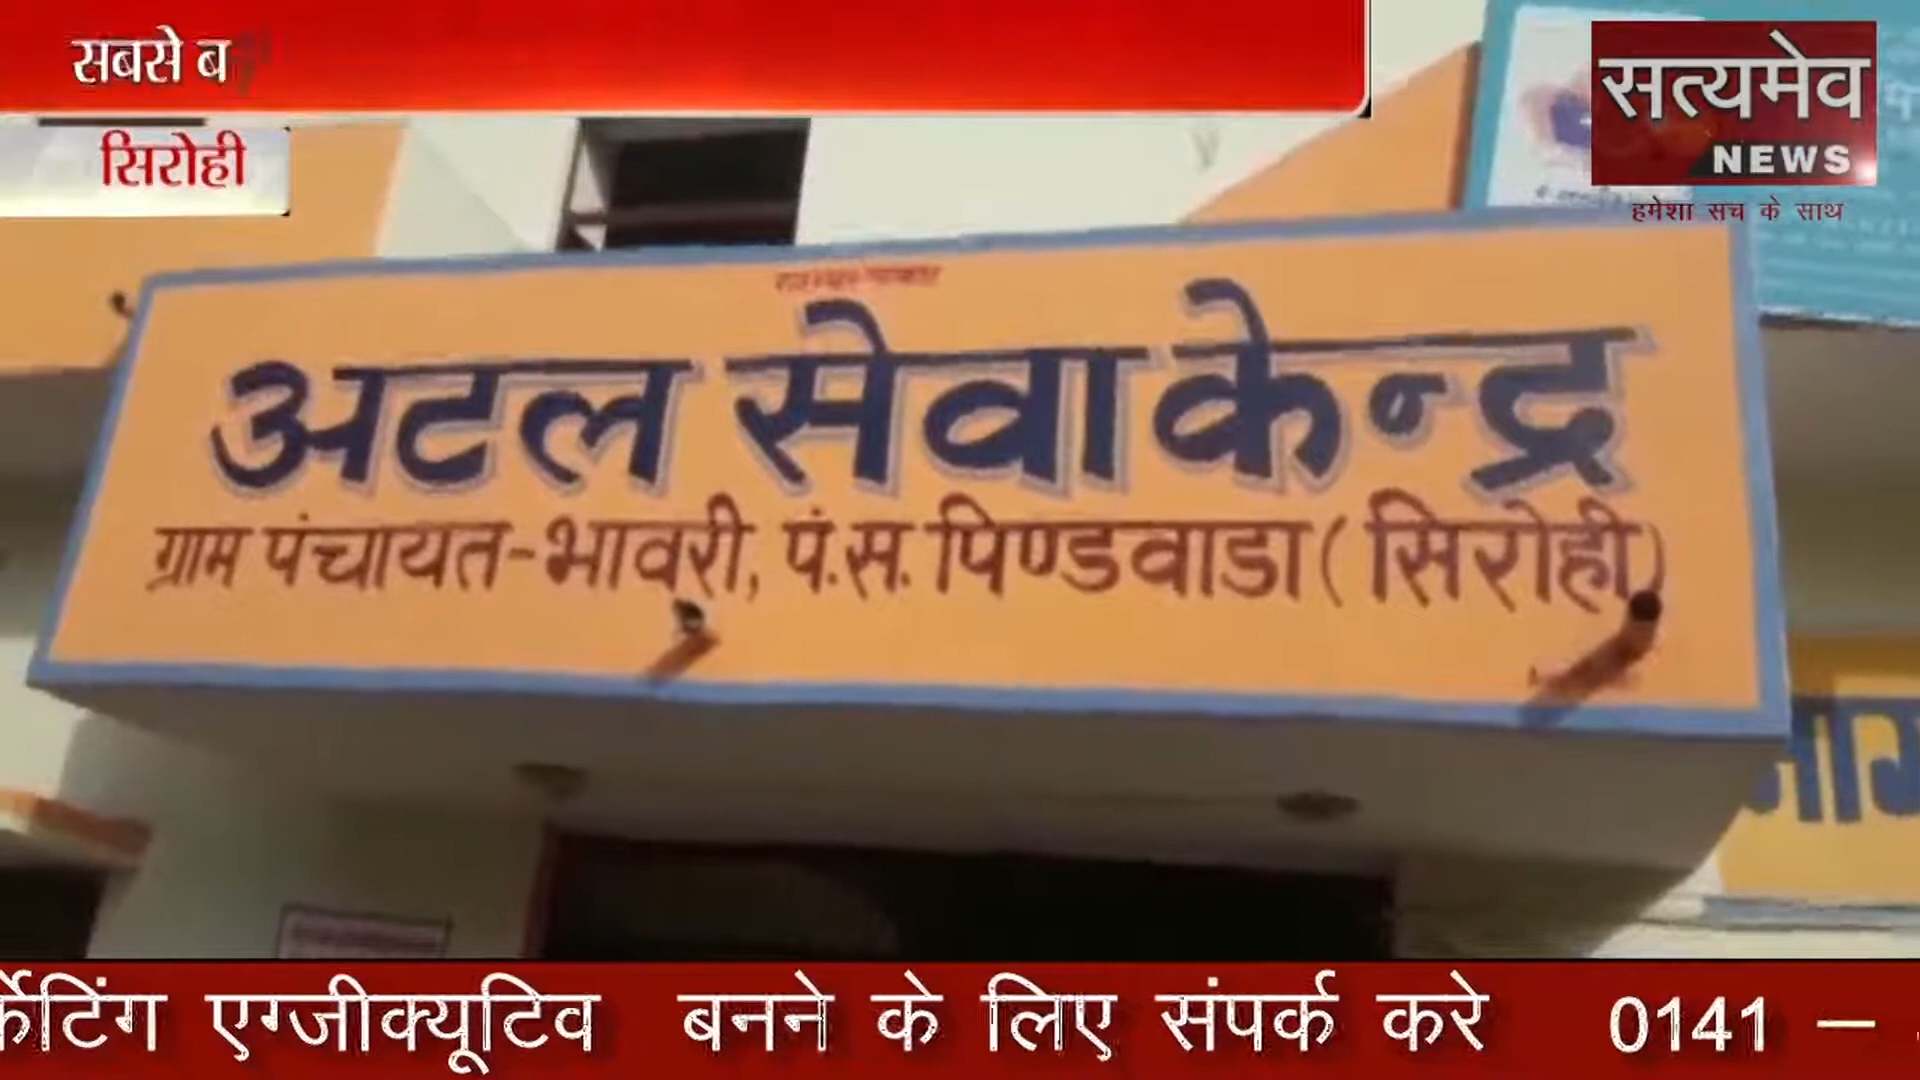 सबसे ब
सत्यमेव
NEWS
हमेशा सच के साथ
सिरोही
अटल सेवा केन्द्र
ग्राम पंचायत-भावरी, पं.स. पिण्डवाडा (सिरोही)
र्केटिंग एग्जीक्यूटिव बनने के लिए संपर्क करे 0141 –